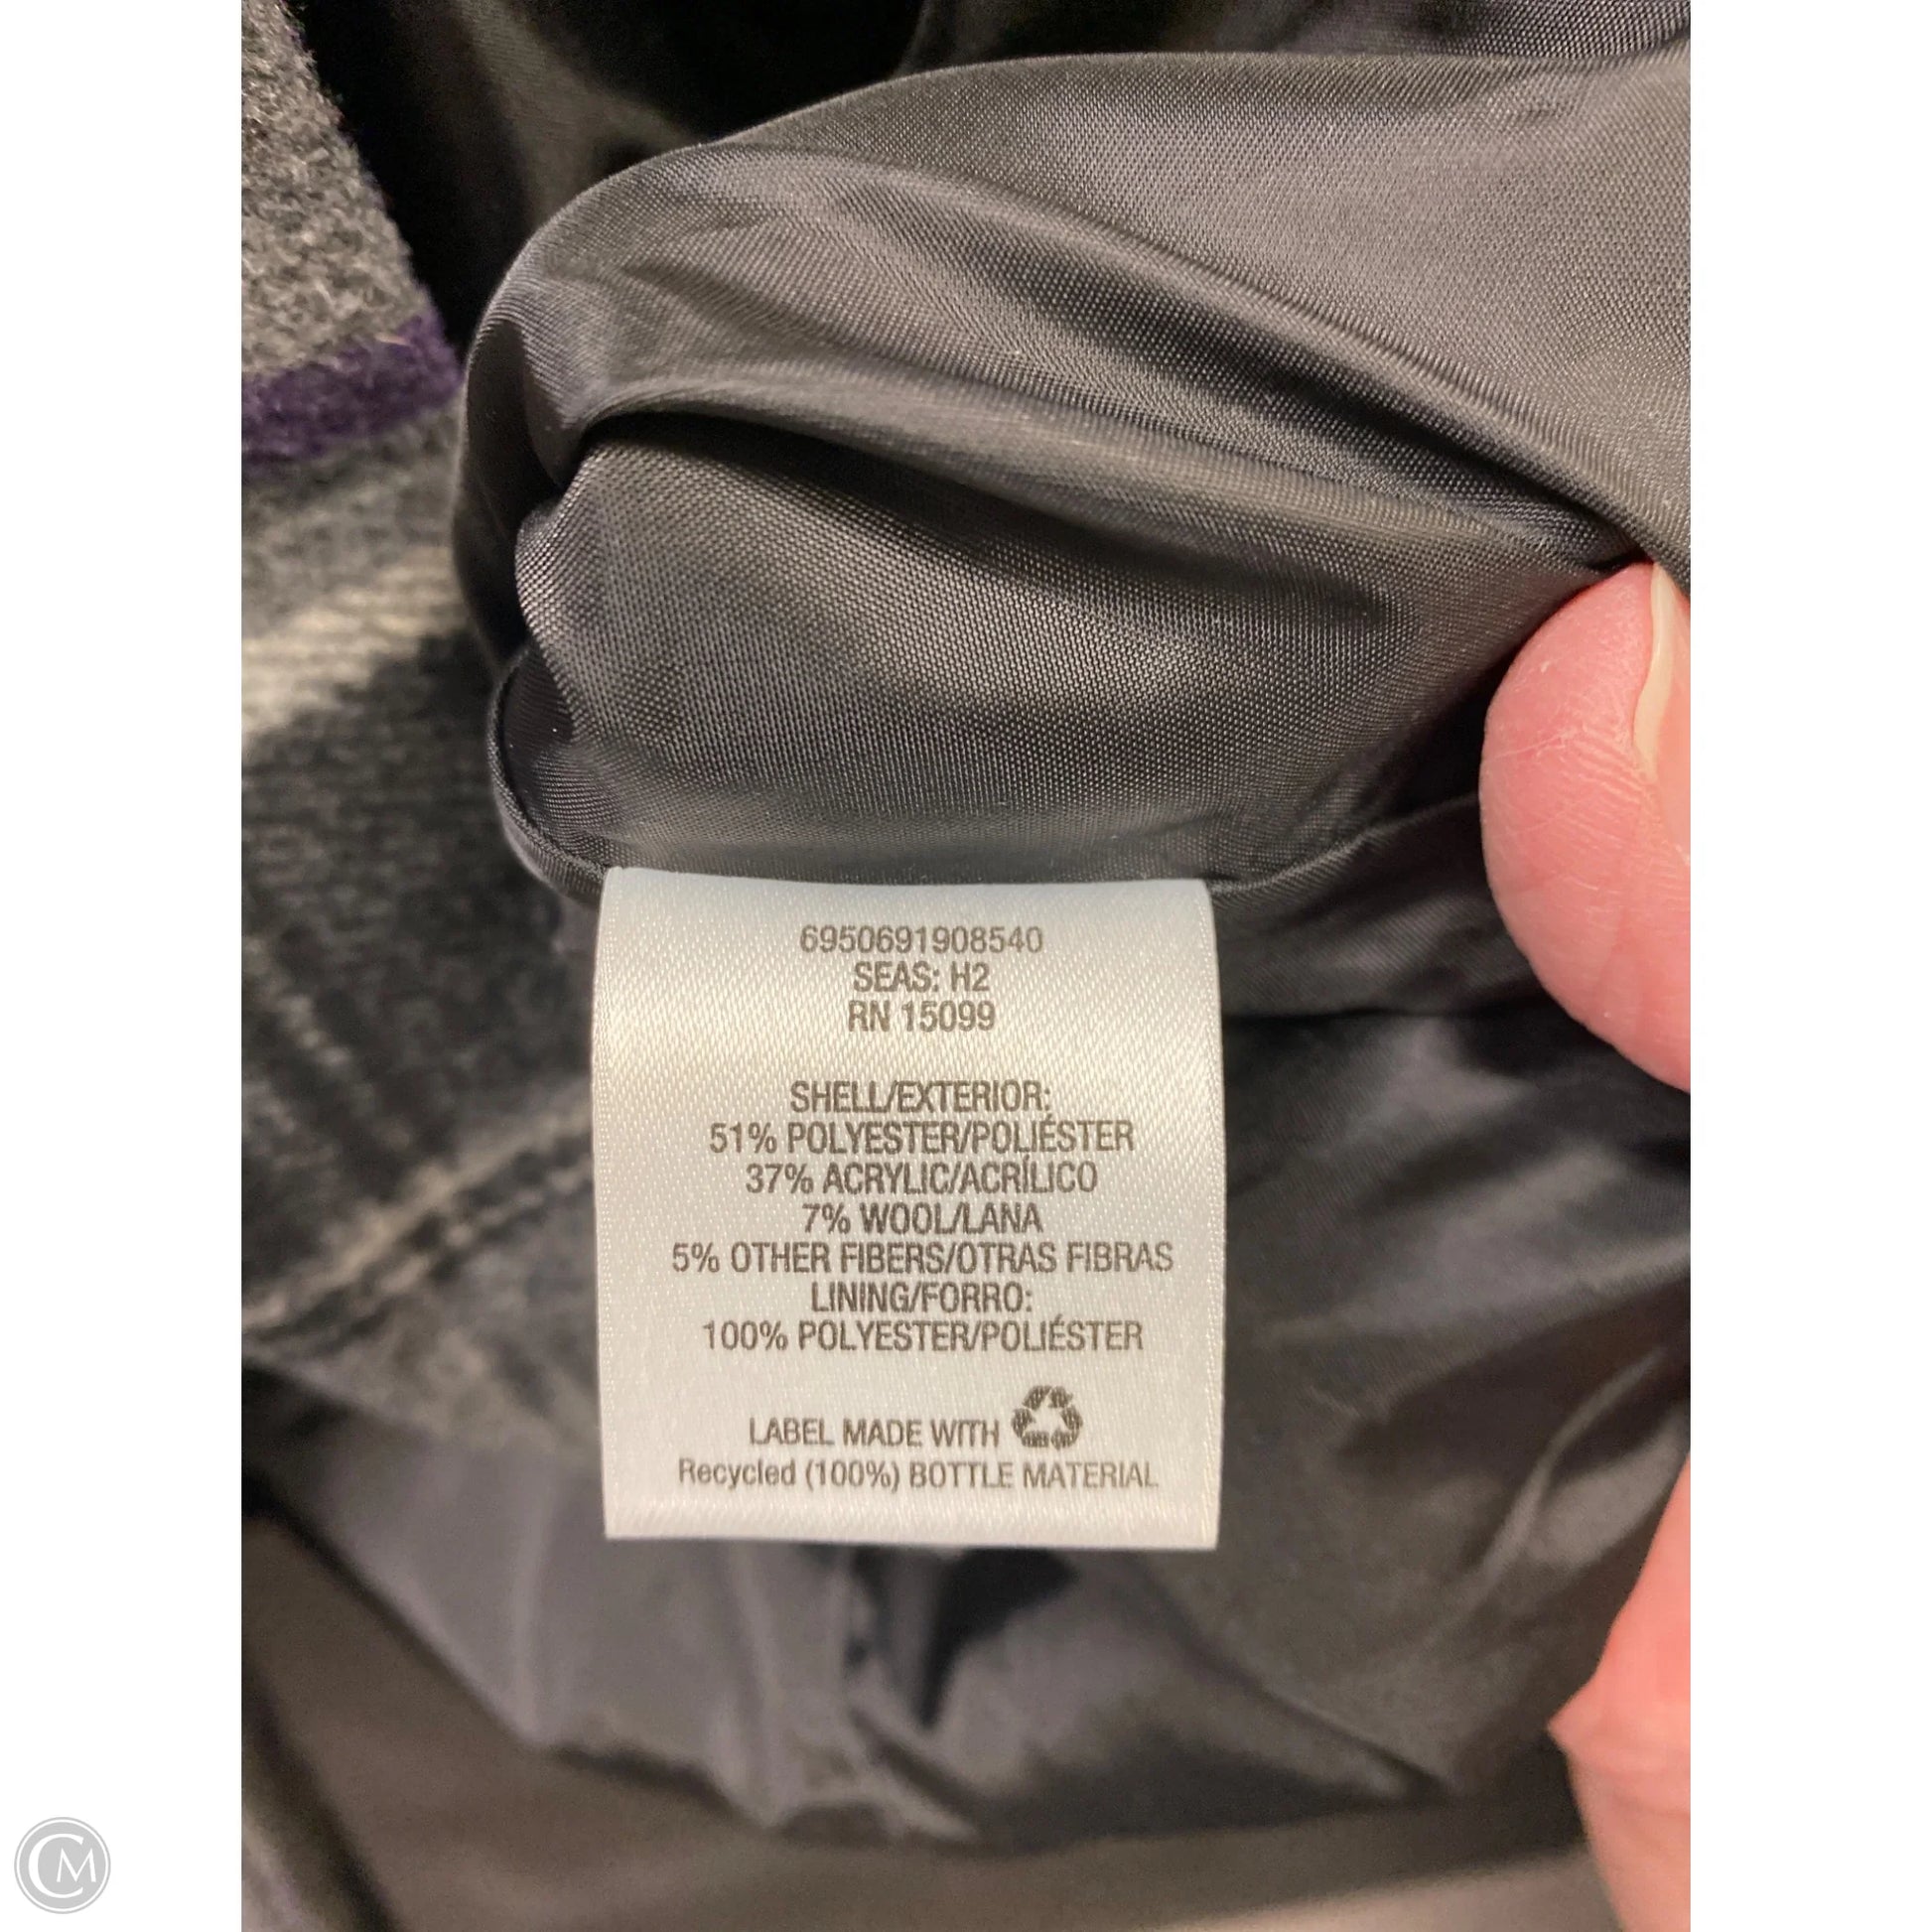 6950691908540
SEAS: H2
RN 15099
SHELL/EXTERIOR:
51% POLYESTER/POLIÉSTER
37% ACRYLIC/ACRÍLICO
7% WOOL/LANA
5% OTHER FIBERS/OTRAS FIBRAS
LINING/FORRO:
100% POLYESTER/POLIÉSTER
LABEL MADE WITH
Recycled (100%) BOTTLE MATERIAL
CM